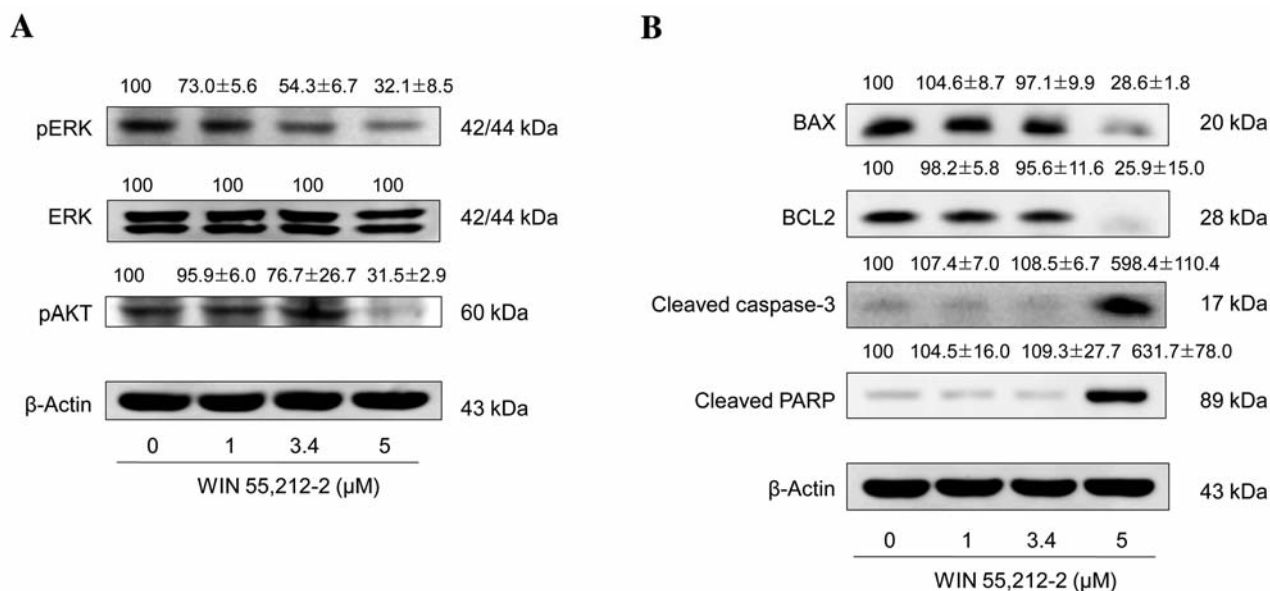 A
100 73.0±5.6 54.3±6.7 32.1±8.5
pERK 42/44 kDa
100 100 100 100
ERK 42/44 kDa
100 95.9±6.0 76.7±26.7 31.5±2.9
pAKT 60 kDa
β-Actin 43 kDa
0 1 3.4 5
WIN 55,212-2 (µM)
B
100 104.6±8.7 97.1±9.9 28.6±1.8
BAX 20 kDa
100 98.2±5.8 95.6±11.6 25.9±15.0
BCL2 28 kDa
100 107.4±7.0 108.5±6.7 598.4±110.4
Cleaved caspase-3 17 kDa
100 104.5±16.0 109.3±27.7 631.7±78.0
Cleaved PARP 89 kDa
β-Actin 43 kDa
0 1 3.4 5
WIN 55,212-2 (µM)